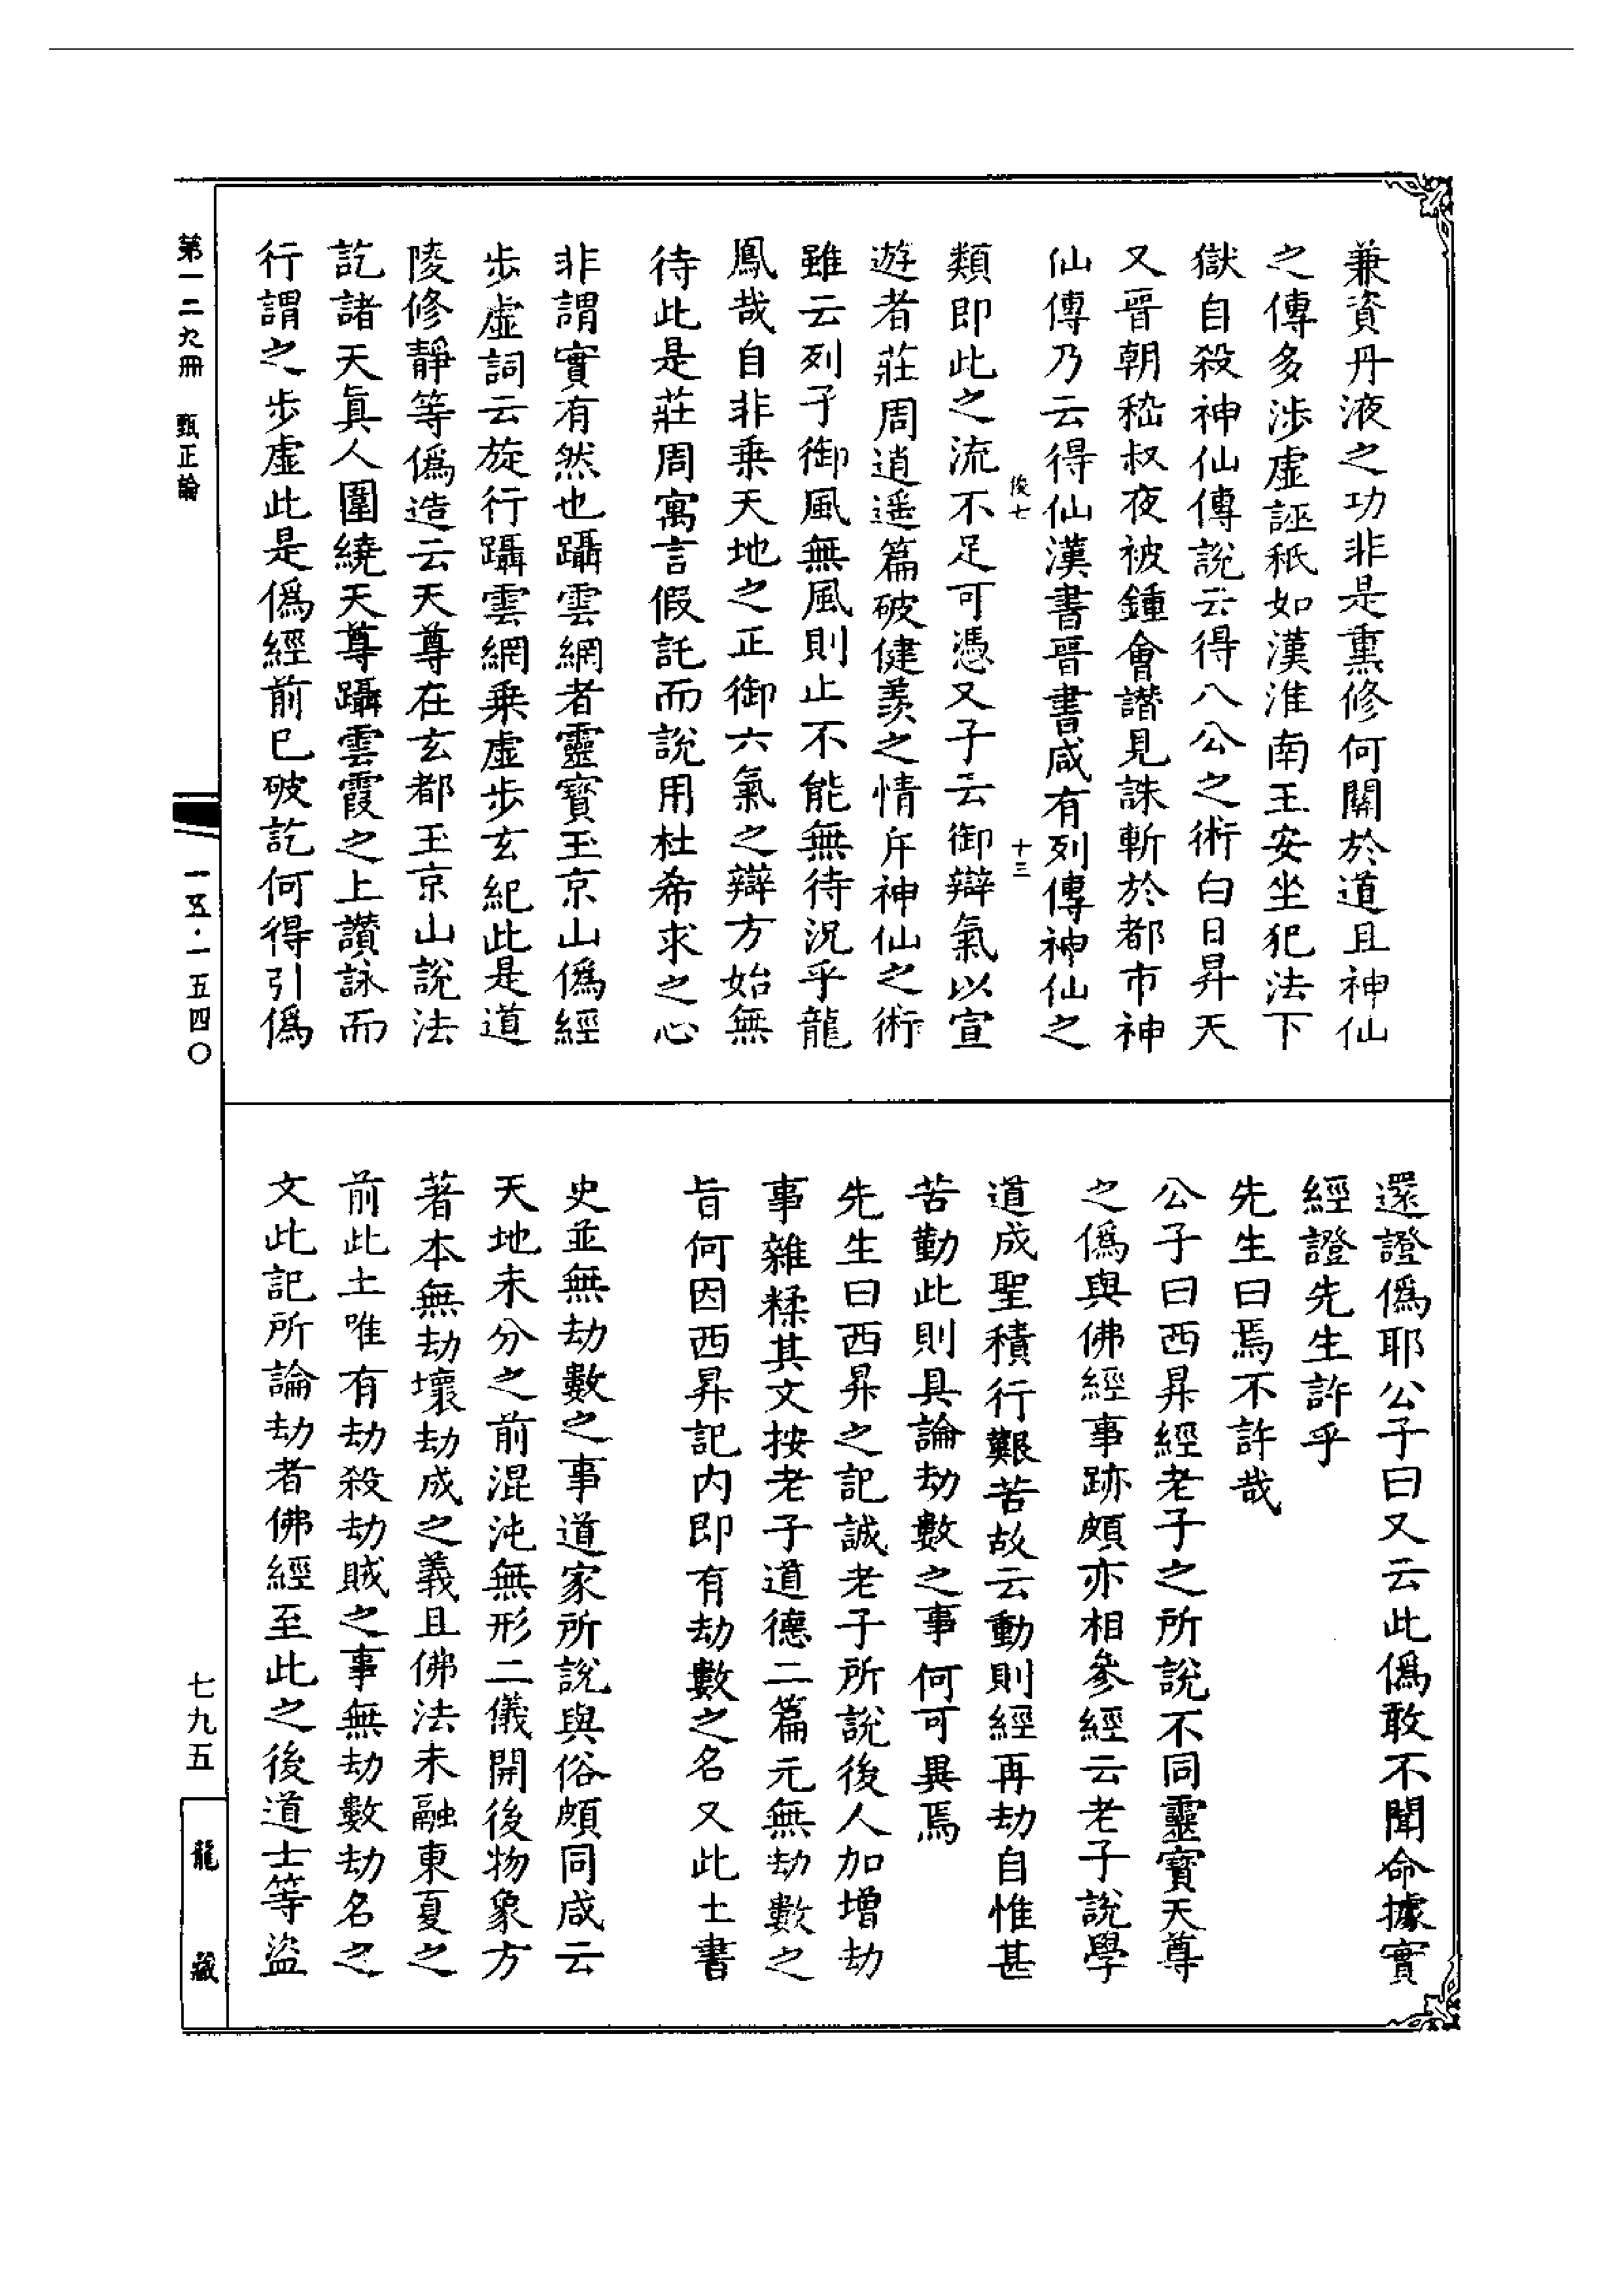 兼資丹液之功非是熏修何關於道且神仙
之傳多涉虛誣秖如漢淮南王安坐犯法下
獄自殺神仙傳說云得八公之術白日昇天
又晉朝嵇叔夜被鍾會譖見誅斬於都市神
仙傳乃云得仙漢書晉書咸有列傳神仙之
俊七
十三
類即此之流不足可憑又子云御辯氣以宣
遊者莊周逍遙篇破健羨之情斥神仙之術
雖云列子御風無風則止不能無待況乎龍
鳳哉自非乘天地之正御六氣之辯方始無
待此是莊周寓言假託而說用杜希求之心
非謂實有然也躡雲網者靈寶玉京山偽經
步虛詞云旋行躡雲網乘虛步玄紀此是道
陵修靜等偽造云天尊在玄都玉京山說法
訖諸天真人圍繞天尊躡雲霞之上讚詠而
行謂之步虛此是偽經前已破訖何得引偽
還證偽耶公子曰又云此偽敢不聞命據實
經證先生許乎
先生曰焉不許哉
公子曰西昇經老子之所說不同靈寶天尊
之偽與佛經事跡頗亦相參經云老子說學
道成聖積行艱苦故云動則經再劫自惟甚
苦勤此則具論劫數之事何可異焉
先生曰西昇之記誠老子所說後人加增劫
事雜糅其文按老子道德二篇元無劫數之
旨何因西昇記內即有劫數之名又此土書
史並無劫數之事道家所說與俗頗同咸云
天地未分之前混沌無形二儀開後物象方
著本無劫壞劫成之義且佛法未融東夏之
前此土唯有劫殺劫賊之事無劫數劫名之
文此記所論劫者佛經至此之後道士等盜
第一二九冊 甄正論
一五·一五四〇
七九五
龍藏